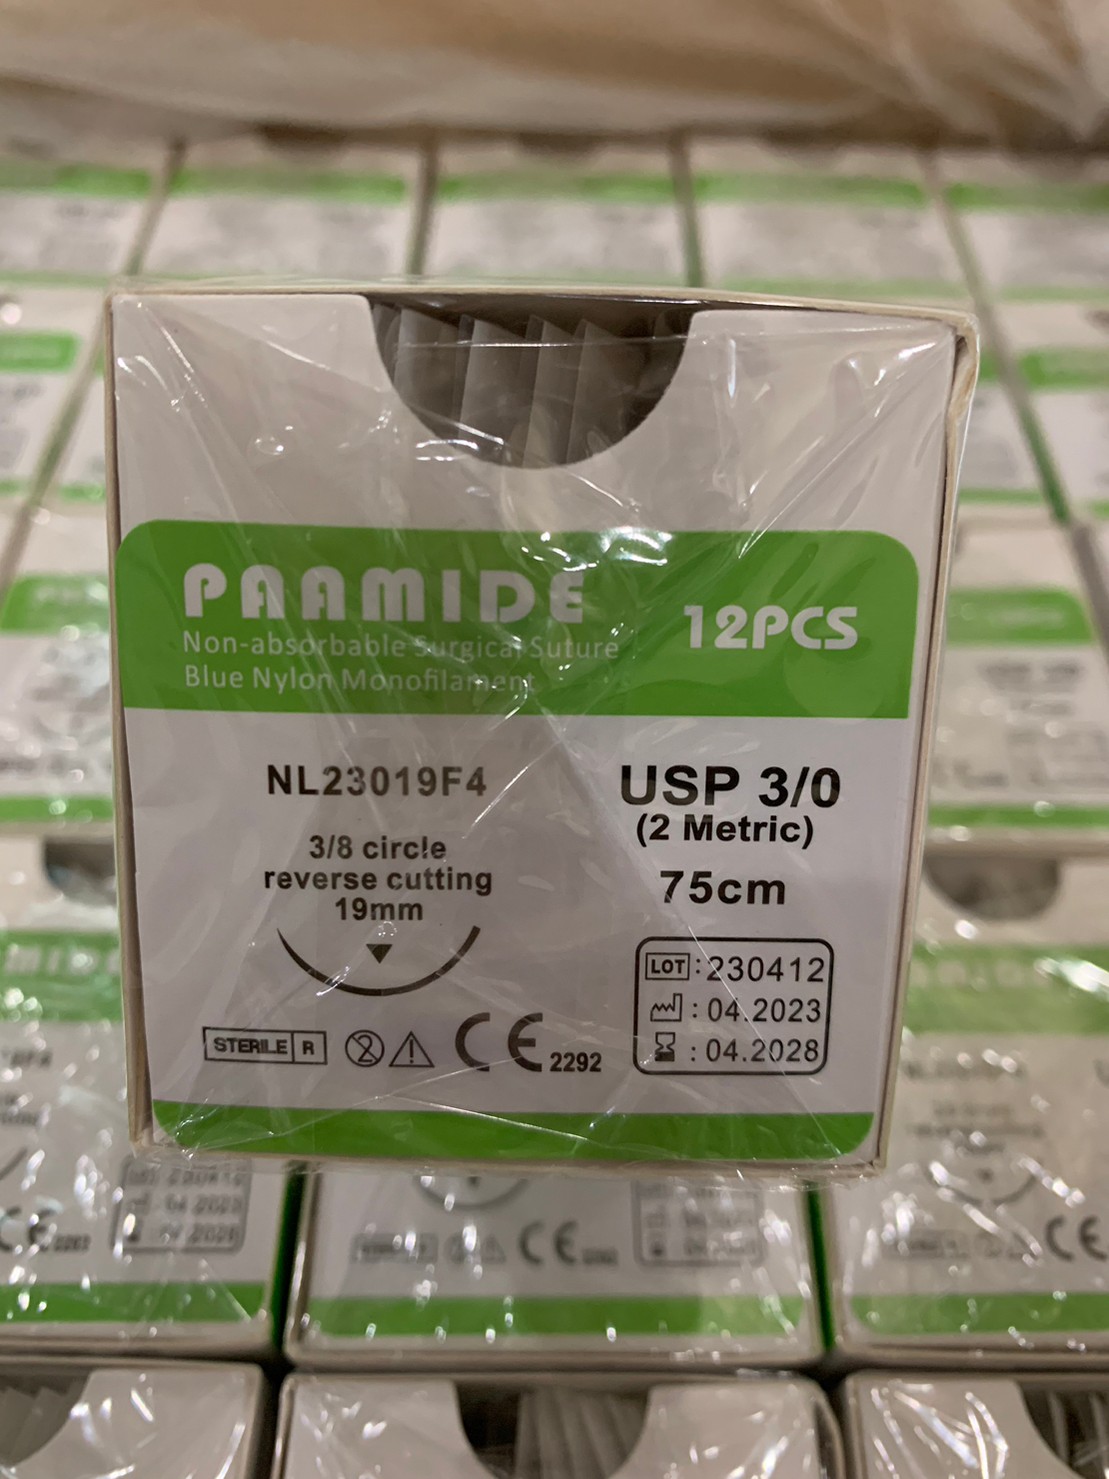 PAAMIDE
12PCS
Non-absorbable Surgical Suture
Blue Nylon Monofilament
NL23019F4
3/8 circle
reverse cutting
19mm
USP 3/0
(2 Metric)
75cm
LOT :230412
: 04.2023
: 04.2028
STERILE R
2
CE 2292